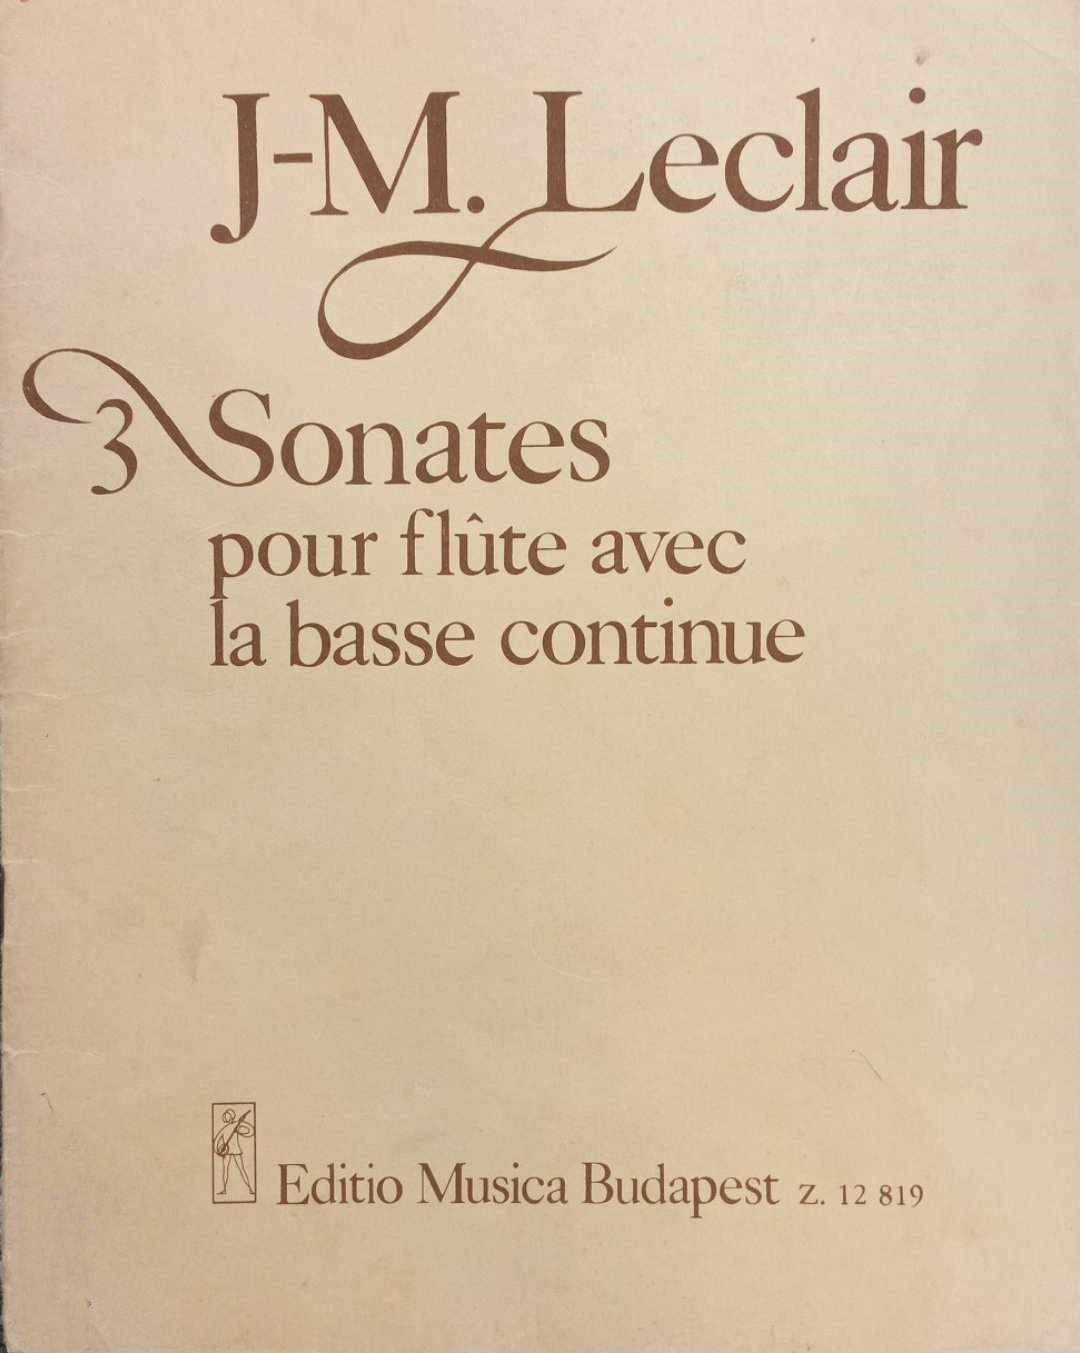 J-M. Leclair
3 Sonates
pour flûte avec
la basse continue
Editio Musica Budapest Z. 12 819